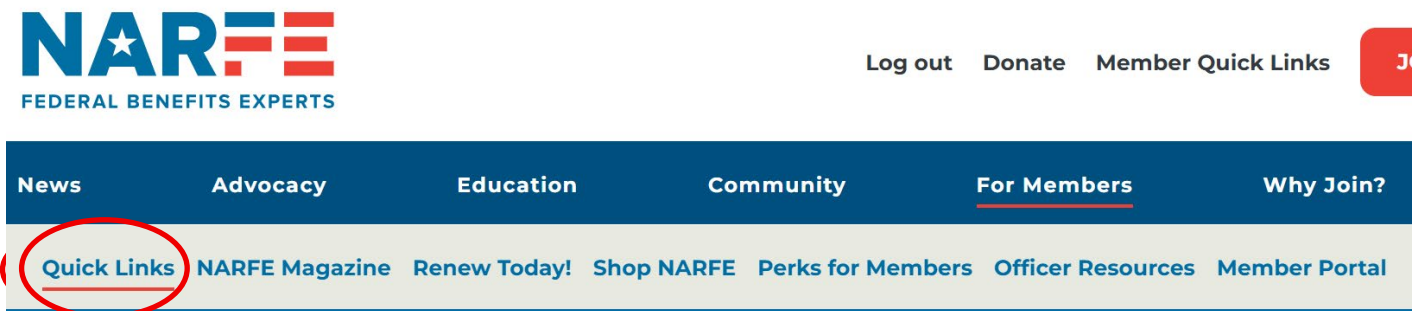 NARFE
FEDERAL BENEFITS EXPERTS
Log out Donate Member Quick Links
News Advocacy Education Community For Members Why Join?
Quick Links NARFE Magazine Renew Today! Shop NARFE Perks for Members Officer Resources Member Portal